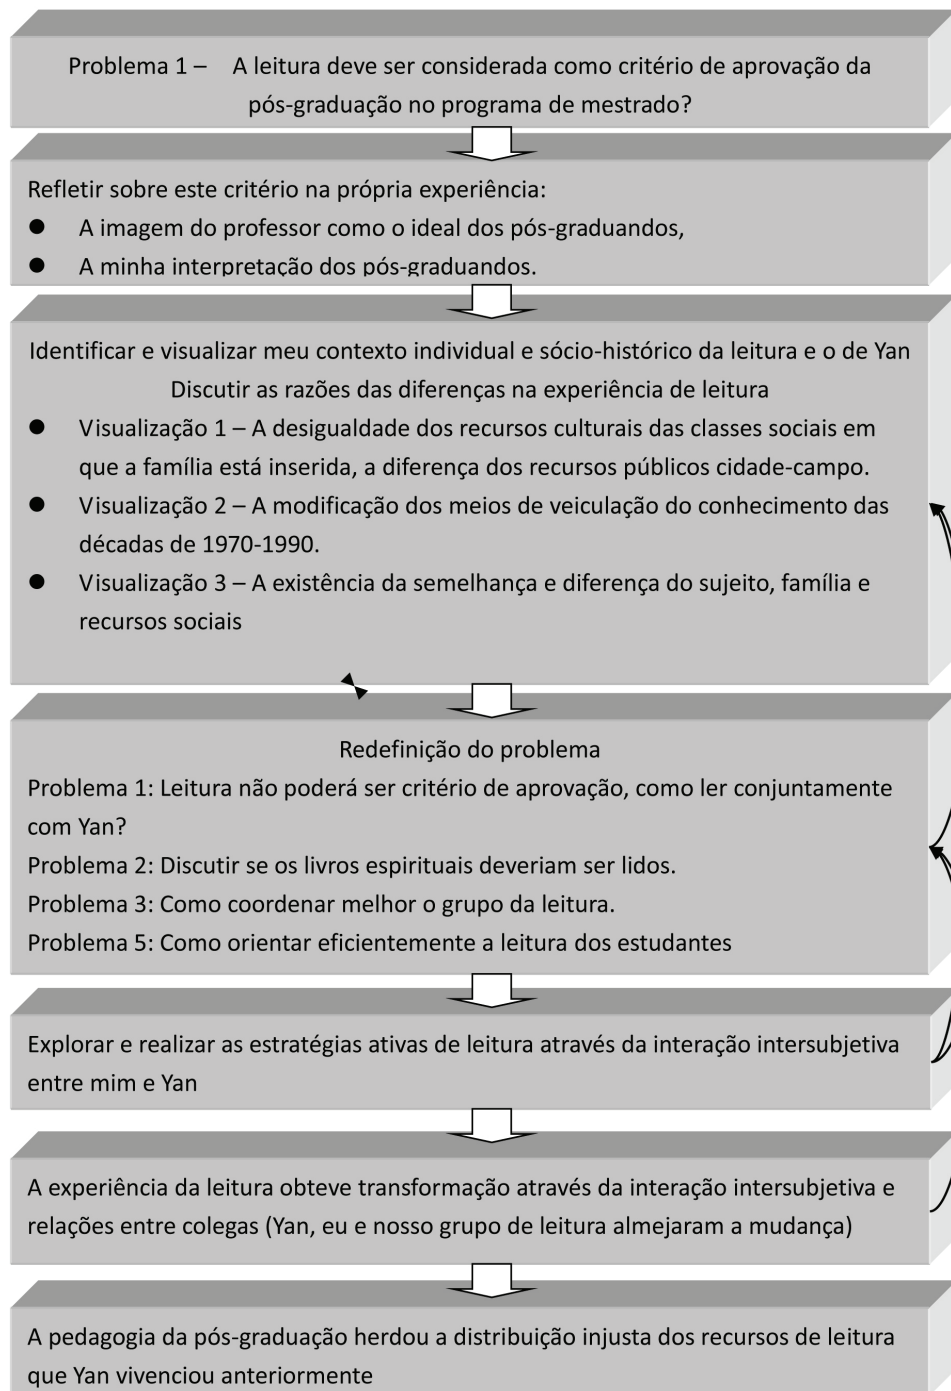 Problema 1 – A leitura deve ser considerada como critério de aprovação da
pós-graduação no programa de mestrado?
Refletir sobre este critério na própria experiência:
● A imagem do professor como o ideal dos pós-graduandos,
● A minha interpretação dos pós-graduandos.
Identificar e visualizar meu contexto individual e sócio-histórico da leitura e o de Yan
Discutir as razões das diferenças na experiência de leitura
● Visualização 1 – A desigualdade dos recursos culturais das classes sociais em
que a família está inserida, a diferença dos recursos públicos cidade-campo.
● Visualização 2 – A modificação dos meios de veiculação do conhecimento das
décadas de 1970-1990.
● Visualização 3 – A existência da semelhança e diferença do sujeito, família e
recursos sociais
Redefinição do problema
Problema 1: Leitura não poderá ser critério de aprovação, como ler conjuntamente
com Yan?
Problema 2: Discutir se os livros espirituais deveriam ser lidos.
Problema 3: Como coordenar melhor o grupo da leitura.
Problema 5: Como orientar eficientemente a leitura dos estudantes
Explorar e realizar as estratégias ativas de leitura através da interação intersubjetiva
entre mim e Yan
A experiência da leitura obteve transformação através da interação intersubjetiva e
relações entre colegas (Yan, eu e nosso grupo de leitura almejaram a mudança)
A pedagogia da pós-graduação herdou a distribuição injusta dos recursos de leitura
que Yan vivenciou anteriormente